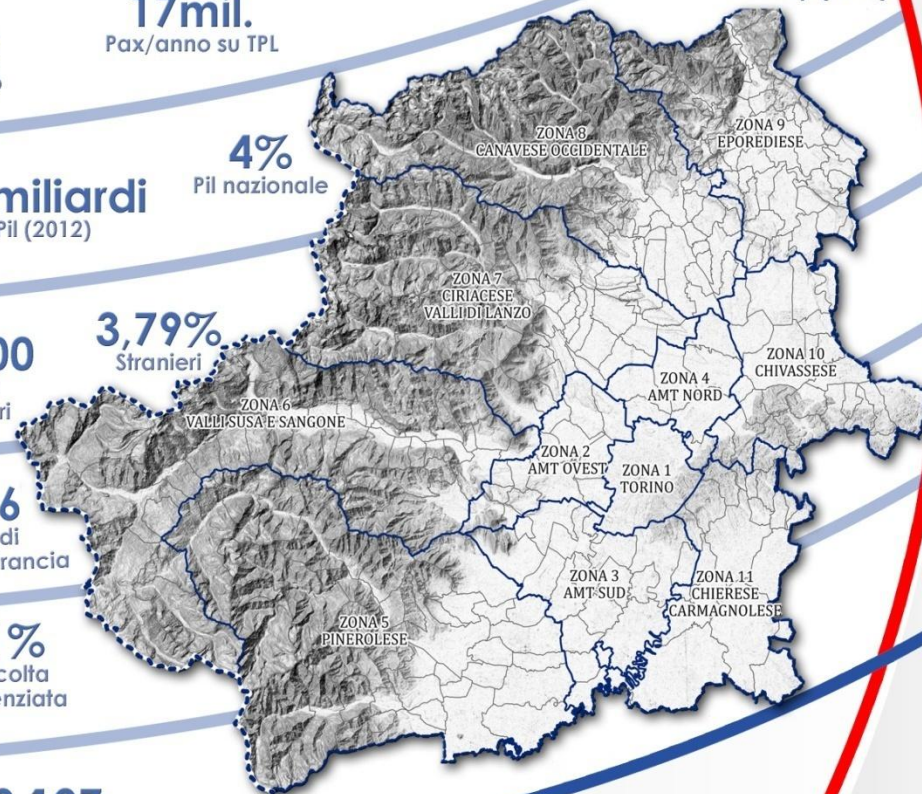 17mil.
Pax/anno su TPL
4%
Pil nazionale
miliardi
Pil (2012)
3,79%
Stranieri
00
ri
6
di
rancia
%
colta
nziata
ZONA 8
CANAVESE OCCIDENTALE
ZONA 9
EPOREDIESE
ZONA 7
CIRIACESE
VALLI DI LANZO
ZONA 10
CHIVASSESE
ZONA 4
AMT NORD
ZONA 6
VALLI SUSA E SANGONE
ZONA 2
AMT OVEST
ZONA 1
TORINO
ZONA 3
AMT SUD
ZONA 11
CHIERESE
CARMAGNOLESE
ZONA 5
PINEROLESE